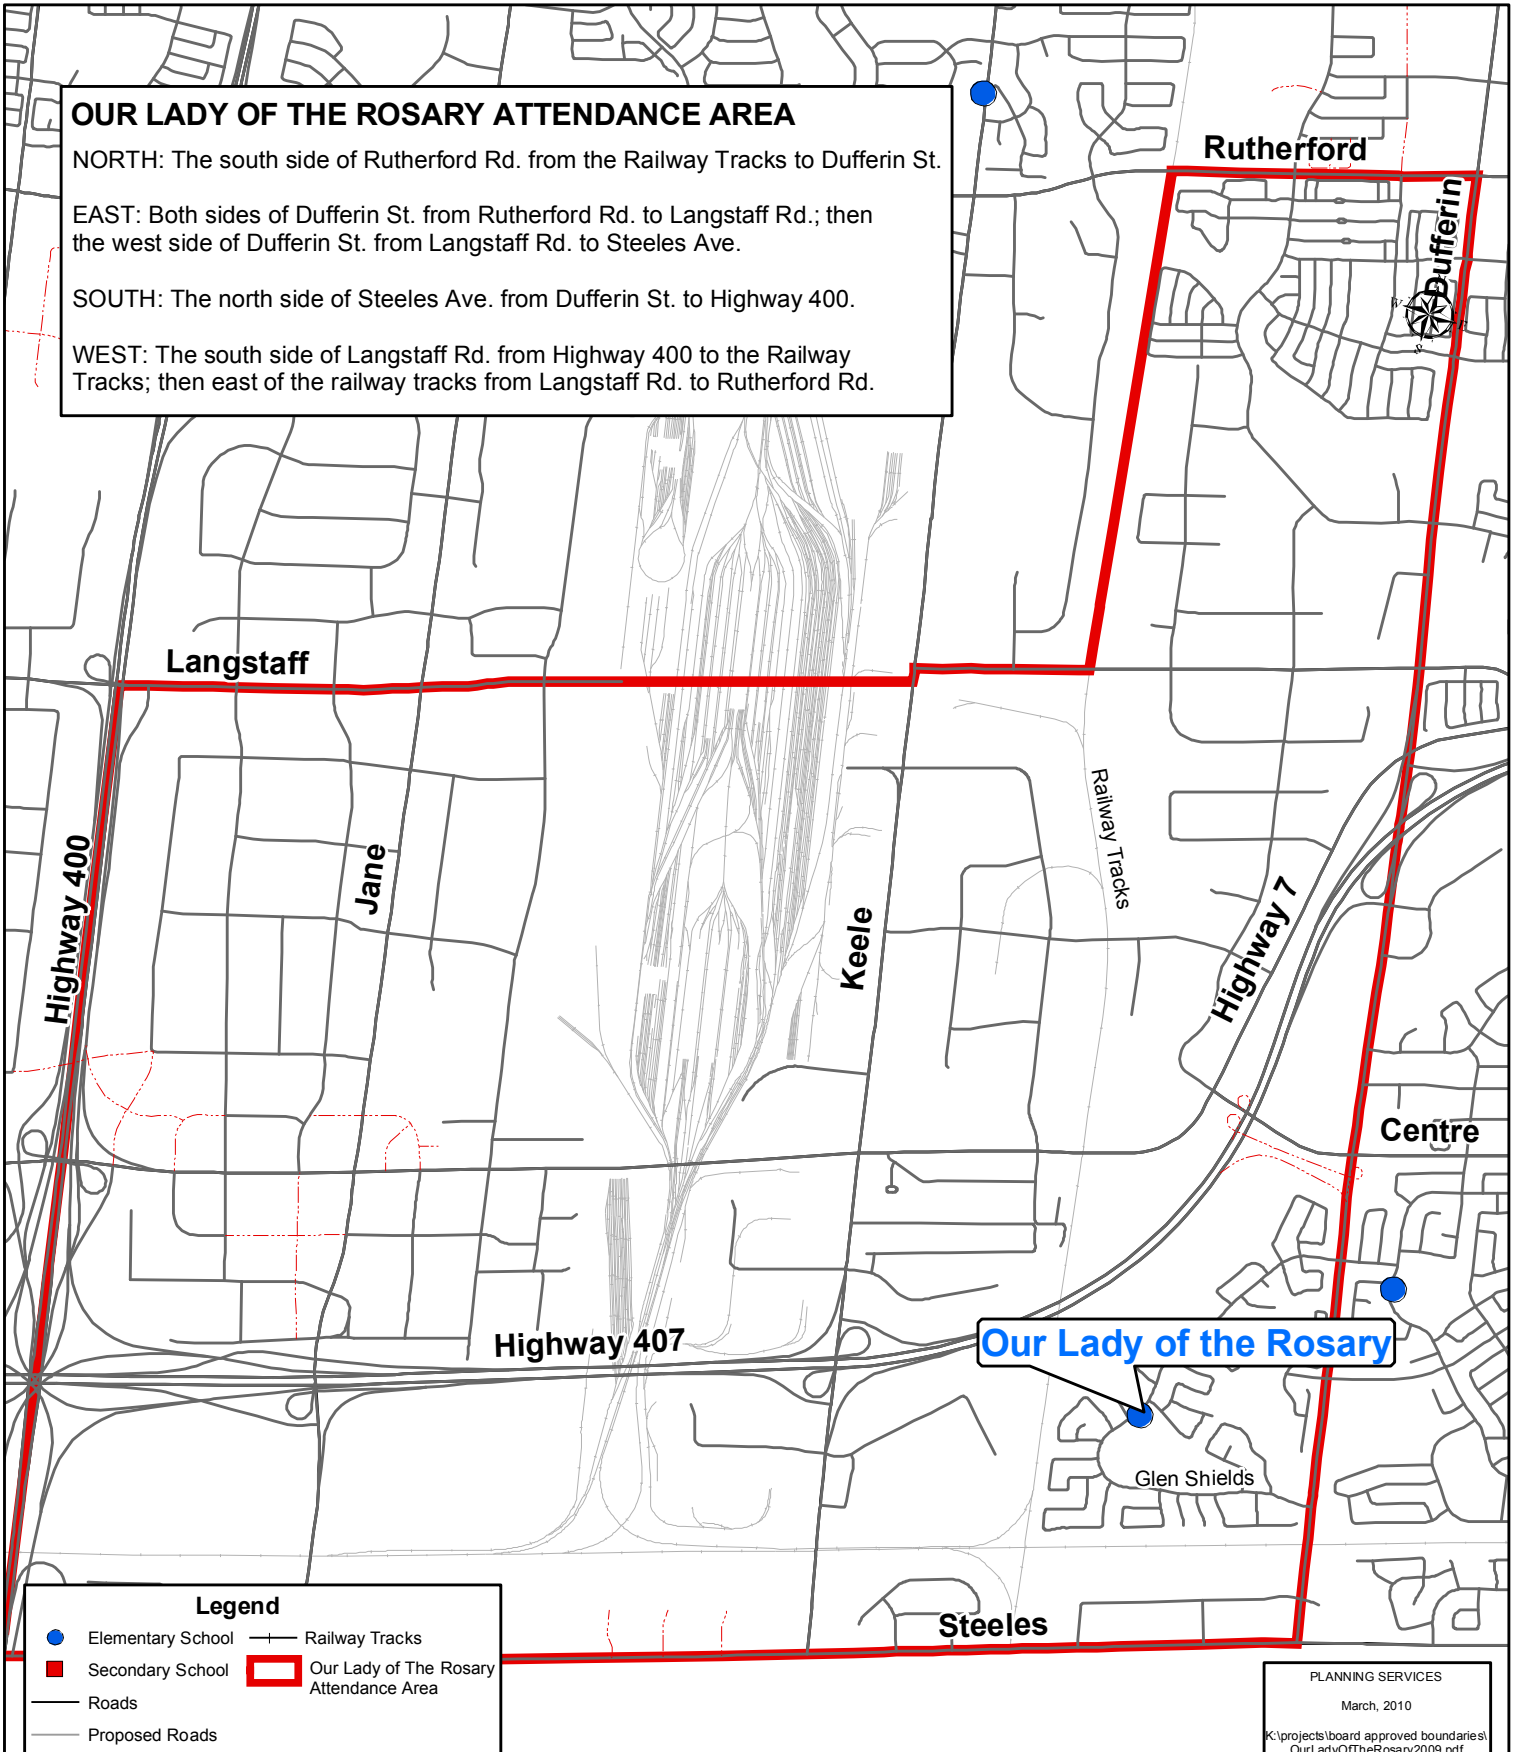 OUR LADY OF THE ROSARY ATTENDANCE AREA
NORTH: The south side of Rutherford Rd. from the Railway Tracks to Dufferin St.
EAST: Both sides of Dufferin St. from Rutherford Rd. to Langstaff Rd.; then
the west side of Dufferin St. from Langstaff Rd. to Steeles Ave.
SOUTH: The north side of Steeles Ave. from Dufferin St. to Highway 400.
WEST: The south side of Langstaff Rd. from Highway 400 to the Railway
Tracks; then east of the railway tracks from Langstaff Rd. to Rutherford Rd.
Rutherford
Dufferin
W
E
S
Langstaff
Railway Tracks
Highway 400
Jane
Keele
Highway 7
Centre
Highway 407
Our Lady of the Rosary
Glen Shields
Steeles
Legend
Elementary School
Railway Tracks
Secondary School
Our Lady of The Rosary
Attendance Area
Roads
Proposed Roads
PLANNING SERVICES
March, 2010
K:\projects\board approved boundaries\
OurLadyOfTheRosary2009.pdf